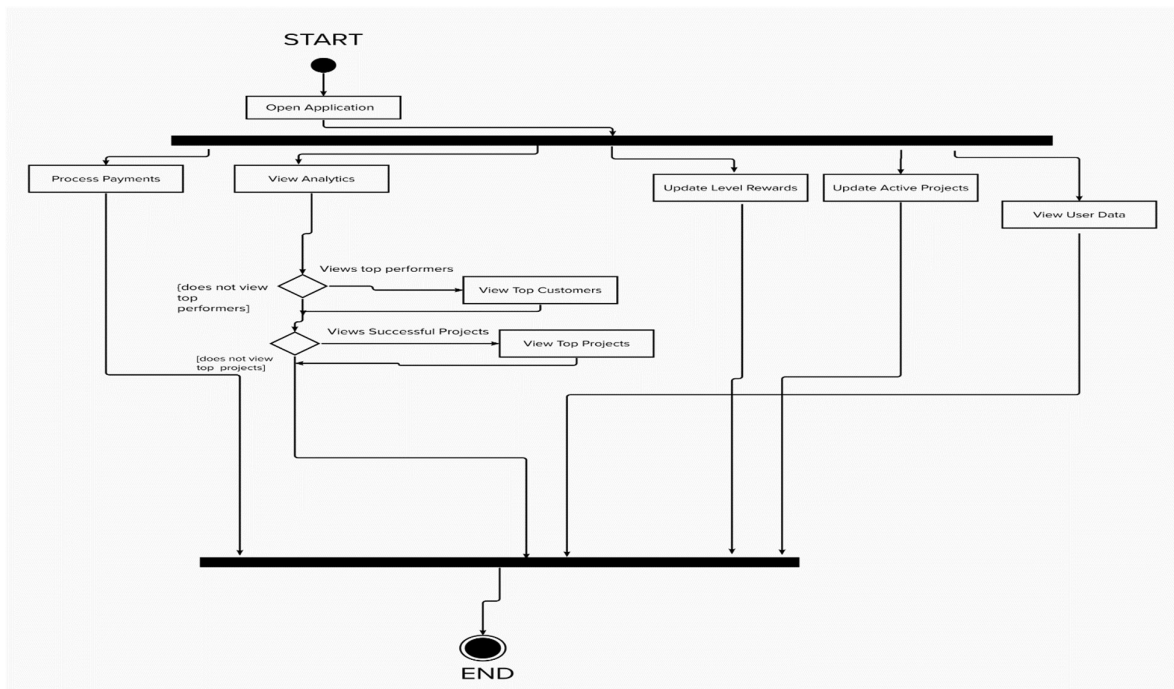 START
Open Application
Process Payments
View Analytics
Update Level Rewards
Update Active Projects
View User Data
Views top performers
[does not view
top
performers]
View Top Customers
Views Successful Projects
View Top Projects
[does not view
top projects]
END